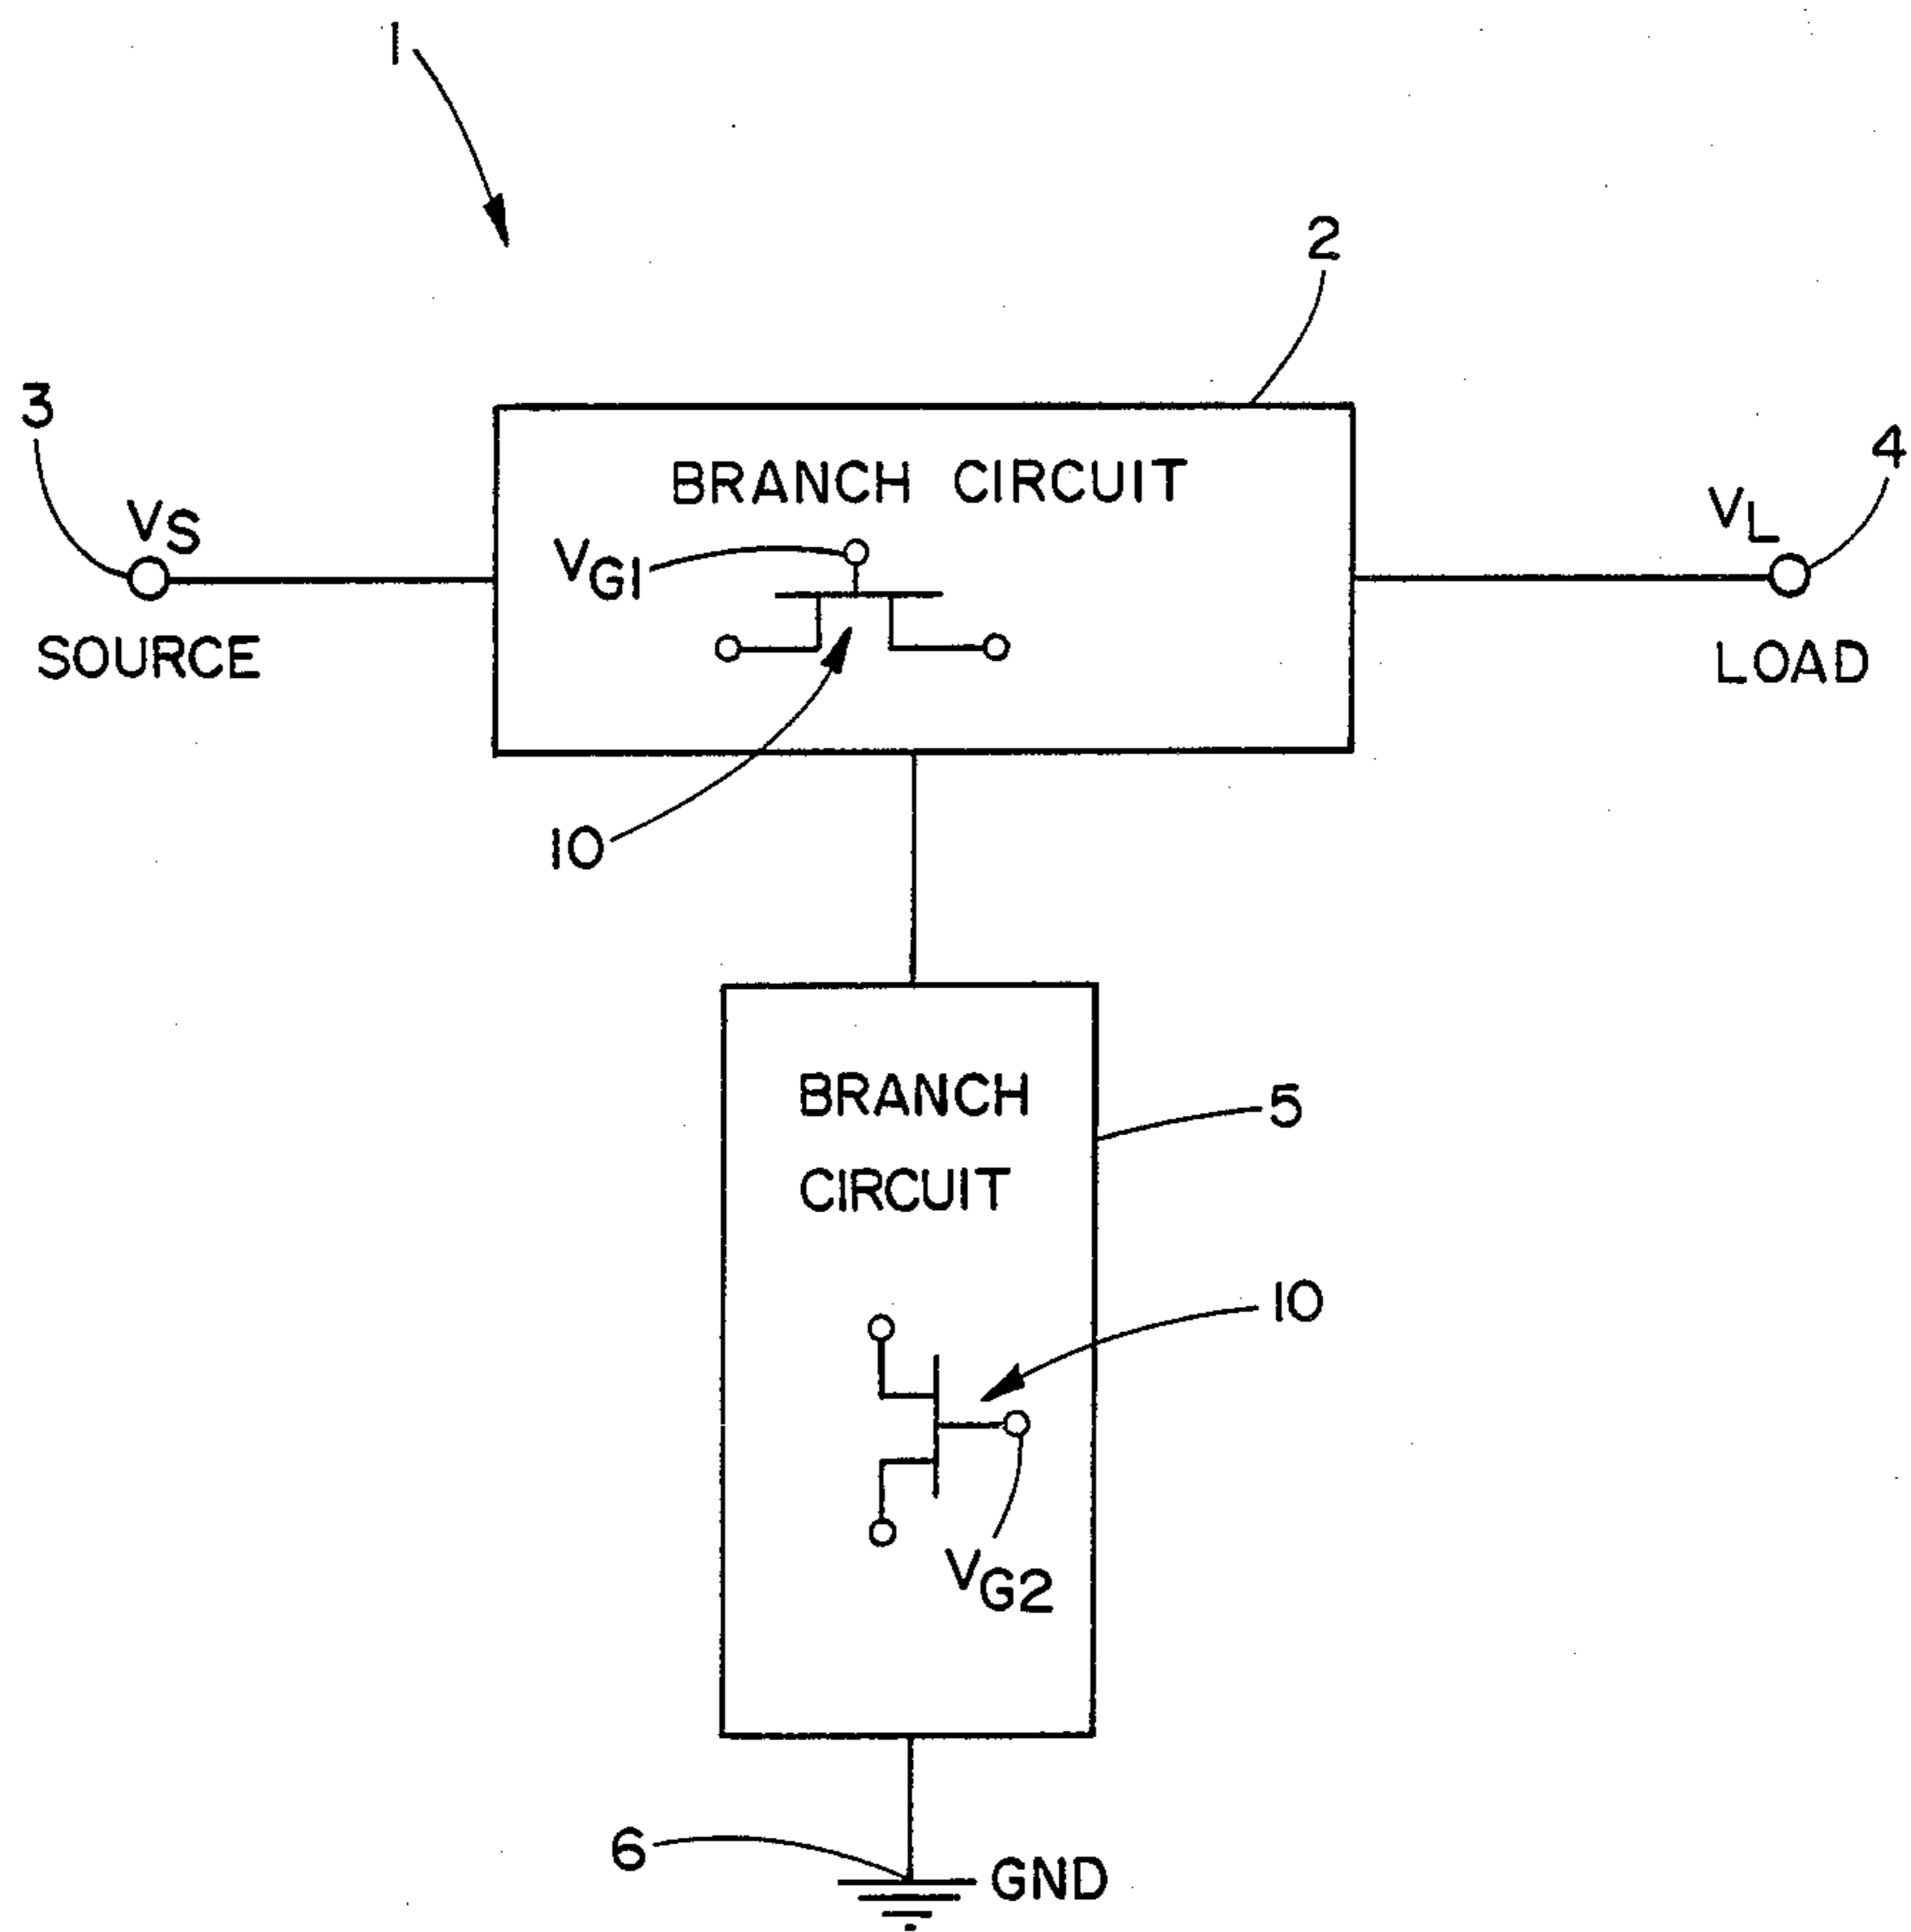 1
2
3
BRANCH CIRCUIT
4
VS
VL
VG1
SOURCE
LOAD
10
BRANCH
CIRCUIT
5
10
VG2
6
GND